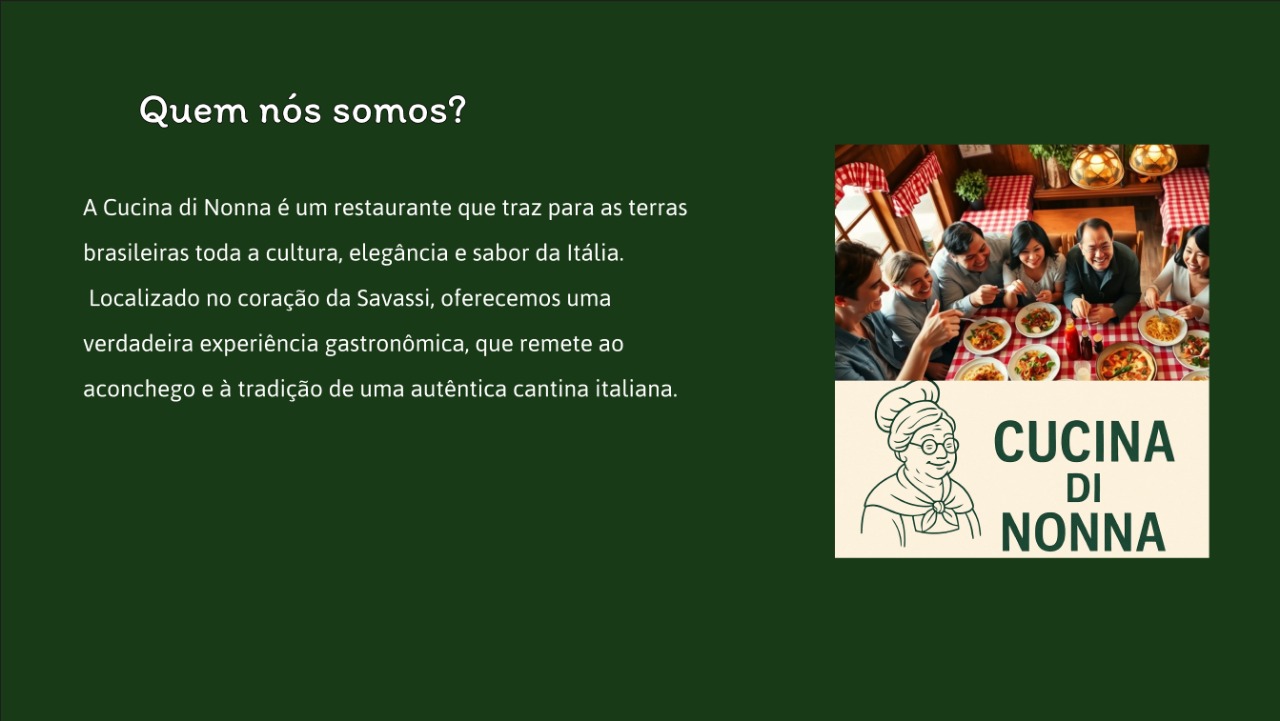 Quem nós somos?
A Cucina di Nonna é um restaurante que traz para as terras
brasileiras toda a cultura, elegância e sabor da Itália.
Localizado no coração da Savassi, oferecemos uma
verdadeira experiência gastronômica, que remete ao
aconchego e à tradição de uma autêntica cantina italiana.
CUCINA
DI
NONNA